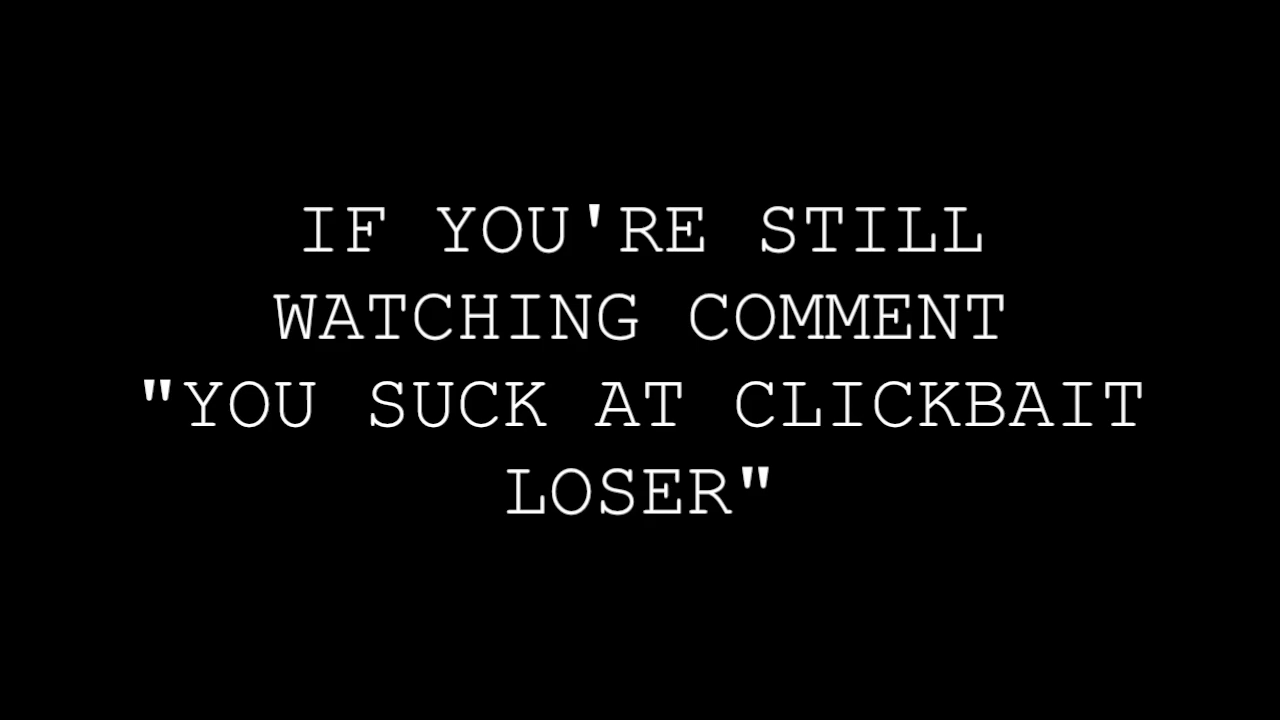 IF YOU'RE STILL
WATCHING COMMENT
"YOU SUCK AT CLICKBAIT
LOSER"